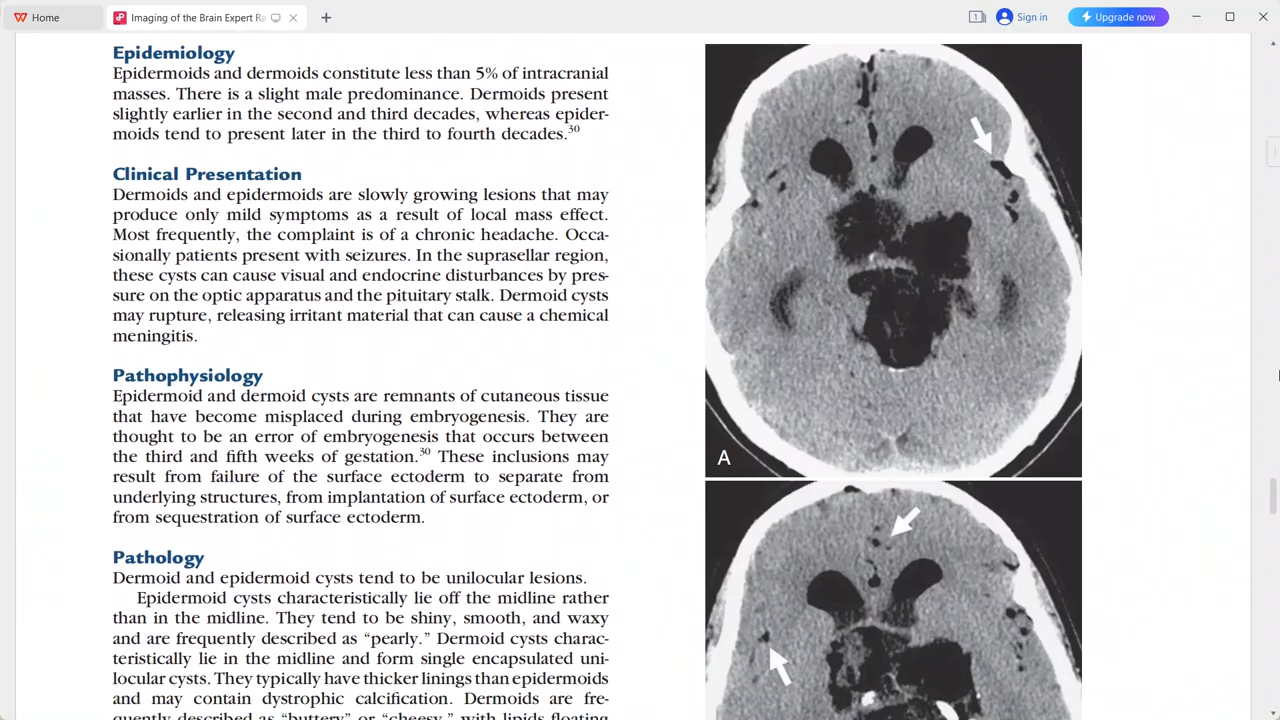 Home
Imaging of the Brain Expert Ra
1
Sign in
Upgrade now
Epidemiology
Epidermoids and dermoids constitute less than 5% of intracranial
masses. There is a slight male predominance. Dermoids present
slightly earlier in the second and third decades, whereas epider-
moids tend to present later in the third to fourth decades.30
Clinical Presentation
Dermoids and epidermoids are slowly growing lesions that may
produce only mild symptoms as a result of local mass effect.
Most frequently, the complaint is of a chronic headache. Occa-
sionally patients present with seizures. In the suprasellar region,
these cysts can cause visual and endocrine disturbances by pres-
sure on the optic apparatus and the pituitary stalk. Dermoid cysts
may rupture, releasing irritant material that can cause a chemical
meningitis.
Pathophysiology
Epidermoid and dermoid cysts are remnants of cutaneous tissue
that have become misplaced during embryogenesis. They are
thought to be an error of embryogenesis that occurs between
the third and fifth weeks of gestation.30 These inclusions may
result from failure of the surface ectoderm to separate from
underlying structures, from implantation of surface ectoderm, or
from sequestration of surface ectoderm.
Pathology
Dermoid and epidermoid cysts tend to be unilocular lesions.
Epidermoid cysts characteristically lie off the midline rather
than in the midline. They tend to be shiny, smooth, and waxy
and are frequently described as “pearly.” Dermoid cysts charac-
teristically lie in the midline and form single encapsulated uni-
locular cysts. They typically have thicker linings than epidermoids
and may contain dystrophic calcification. Dermoids are fre-
quently described as “buttery” or “cheesy,” with lipids floating
A